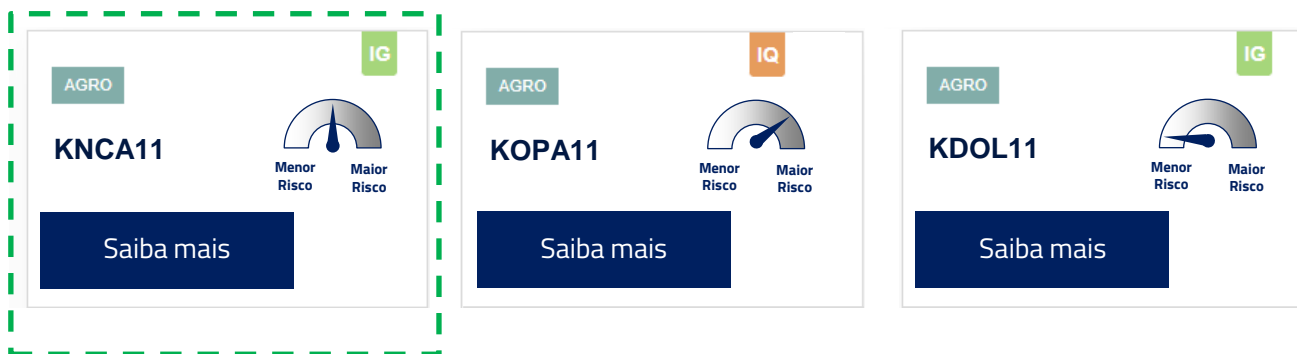 IG
AGRO
KNCA11
Menor Risco
Maior Risco
Saiba mais
IQ
AGRO
KOPA11
Menor Risco
Maior Risco
Saiba mais
IG
AGRO
KDOL11
Menor Risco
Maior Risco
Saiba mais